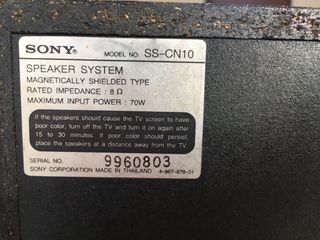 SONY MODEL NO. SS-CN10
SPEAKER SYSTEM
MAGNETICALLY SHIELDED TYPE
RATED IMPEDANCE : 8 Ω
MAXIMUM INPUT POWER : 70W
If the speakers should cause the TV screen to have
poor color, turn off the TV and turn it on again after
15 to 30 minutes. If poor color should persist,
place the speakers at a distance away from the TV.
SERIAL NO. 9960803
SONY CORPORATION MADE IN THAILAND 4-967-878-01